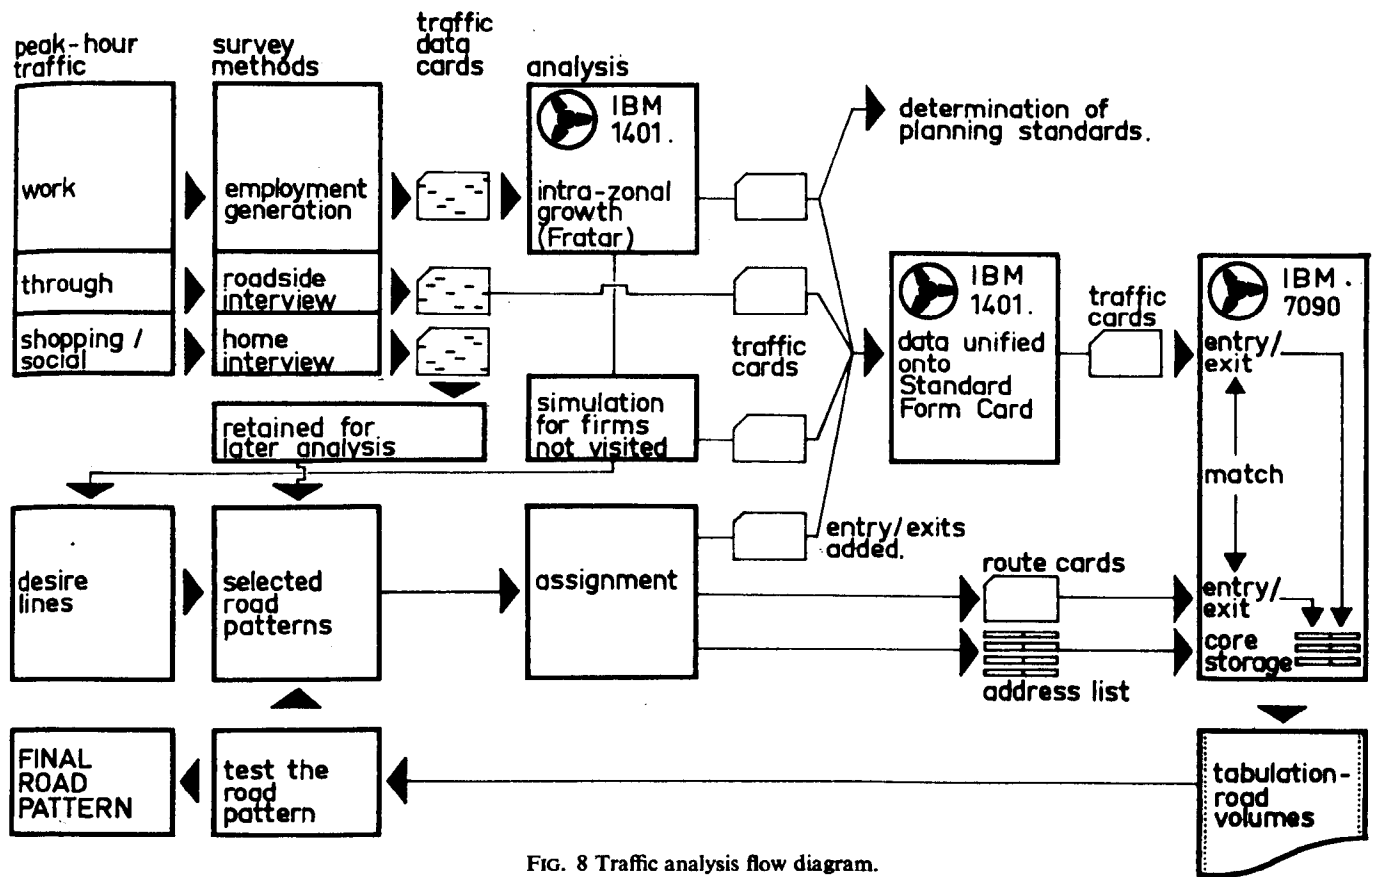 peak-hour
traffic
survey
methods
traffic
data
cards
analysis
work
through
shopping /
social
employment
generation
roadside
interview
home
interview
IBM
1401.
intra-zonal
growth
(Fratar)
determination of
planning standards.
traffic
cards
IBM
1401.
data unified
onto
Standard
Form Card
traffic
cards
IBM
7090
entry/
exit
match
entry/
exit
core
storage
retained for
later analysis
simulation
for firms
not visited
desire
lines
selected
road
patterns
assignment
entry/exits
added.
route cards
address list
FINAL
ROAD
PATTERN
test the
road
pattern
tabulation-
road
volumes
FIG. 8 Traffic analysis flow diagram.